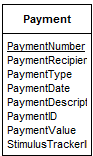 Payment
PaymentNumber
PaymentRecipier
PaymentType
PaymentDate
PaymentDescript
PaymentID
PaymentValue
StimulusTrackerI